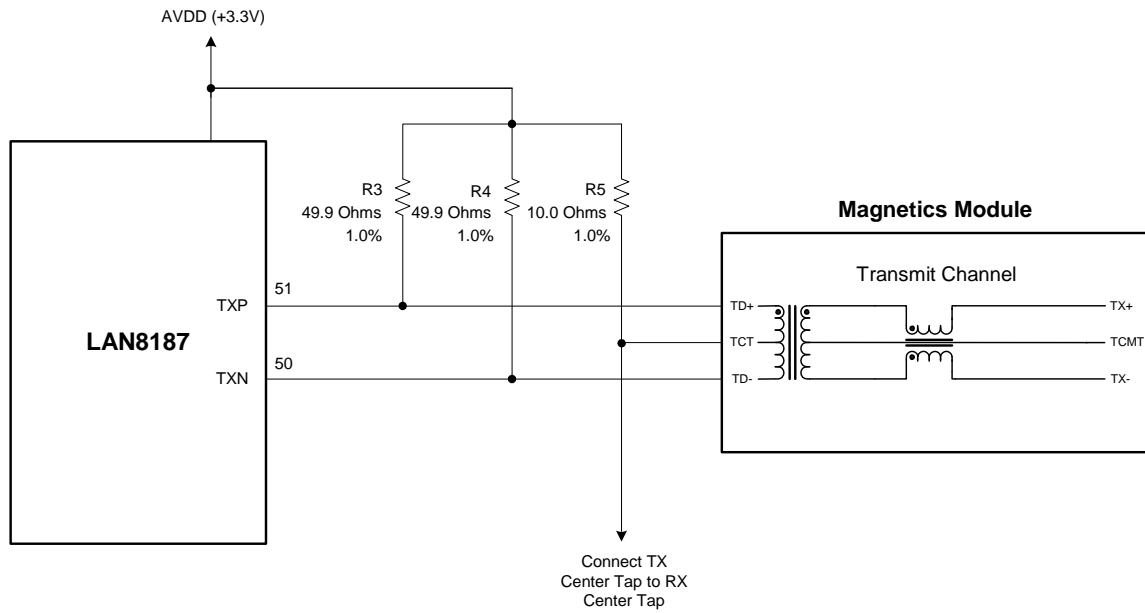 AVDD (+3.3V)
R3
49.9 Ohms
1.0%
R4
49.9 Ohms
1.0%
R5
10.0 Ohms
1.0%
Magnetics Module
Transmit Channel
LAN8187
TXP
51
TXN
50
TD+
TCT
TD-
TX+
TCMT
TX-
Connect TX
Center Tap to RX
Center Tap